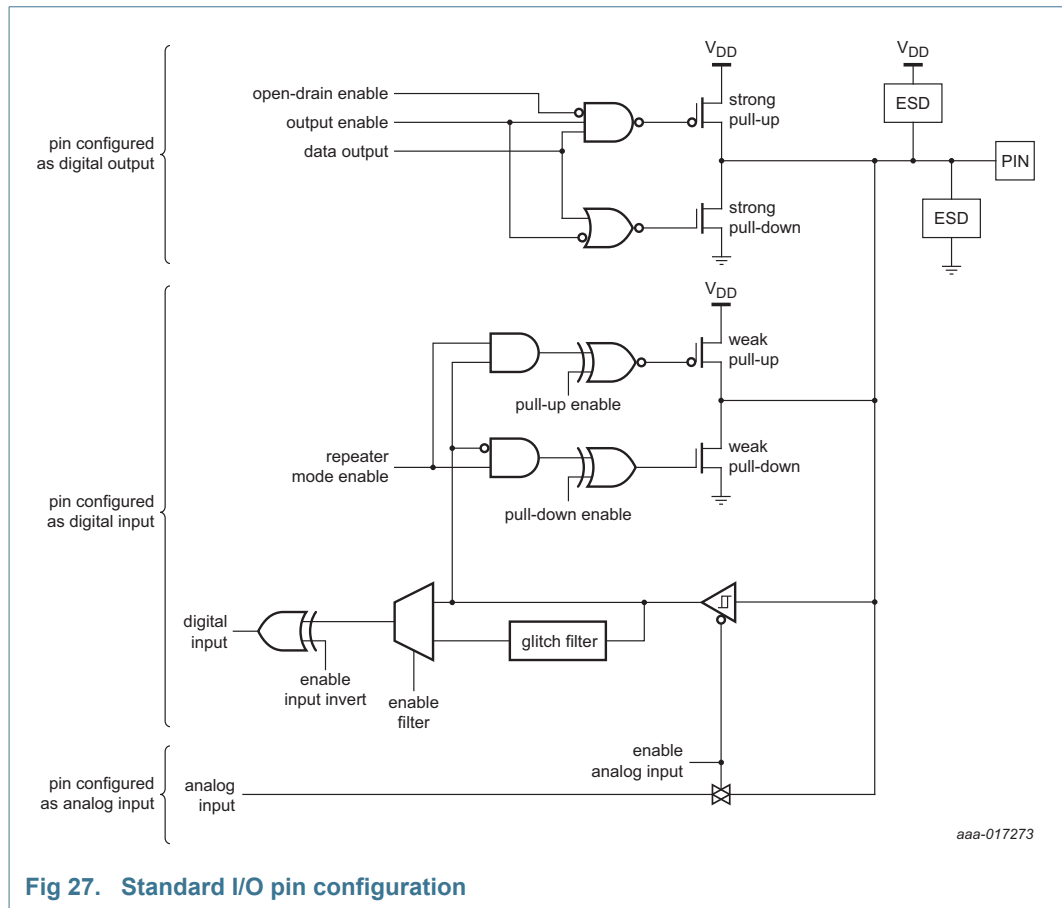 VDD
VDD
open-drain enable
strong
pull-up
ESD
output enable
pin configured
as digital output
data output
PIN
strong
pull-down
ESD
VDD
weak
pull-up
pull-up enable
repeater
mode enable
weak
pull-down
pin configured
as digital input
pull-down enable
digital
input
glitch filter
enable
input invert
enable
filter
enable
analog input
pin configured
as analog input
analog
input
aaa-017273
Fig 27. Standard I/O pin configuration